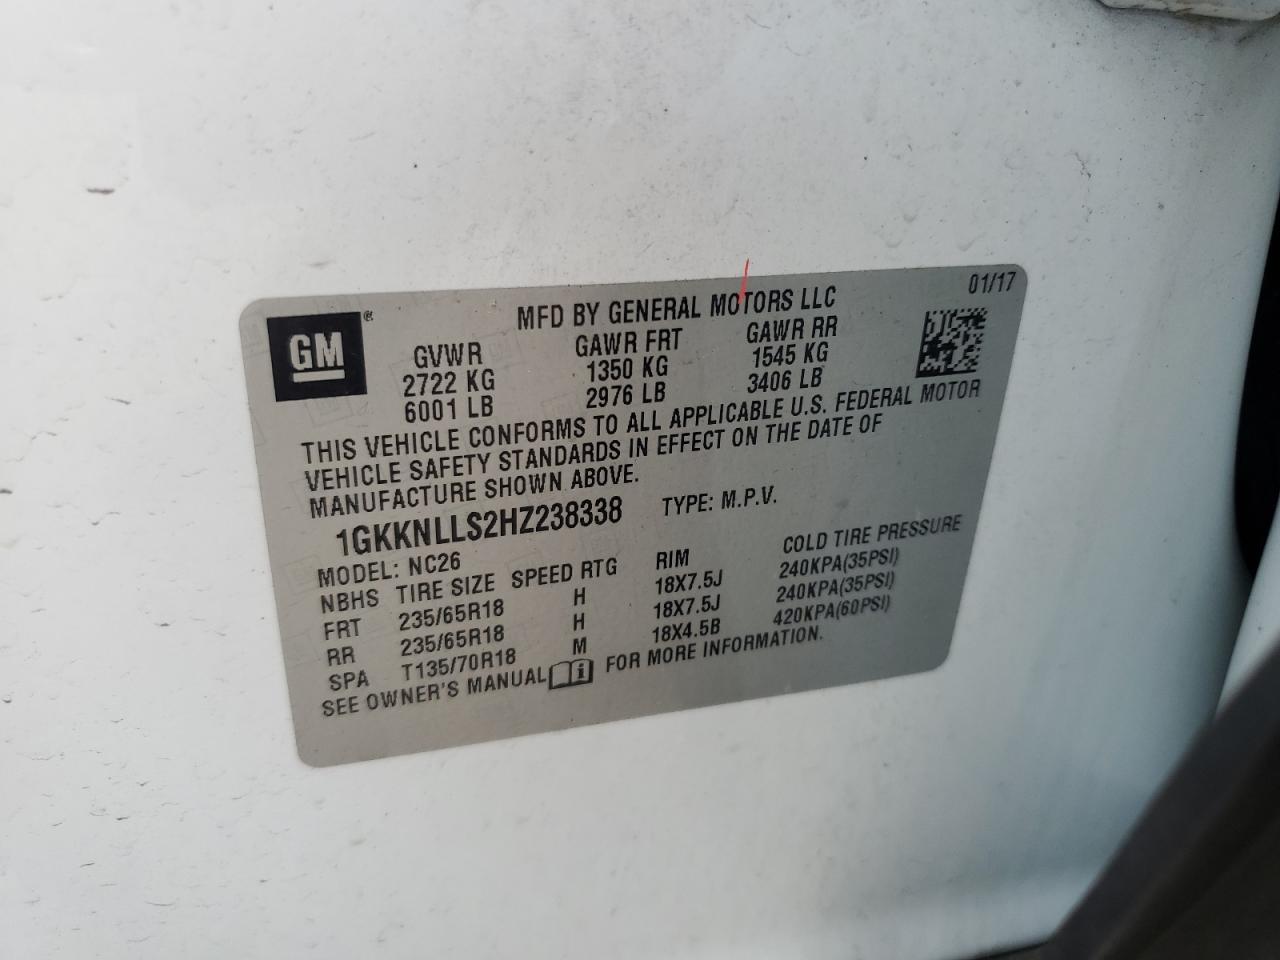 01/17
MFD BY GENERAL MOTORS LLC
GM®
GVWR GAWR FRT GAWR RR
2722 KG 1350 KG 1545 KG
6001 LB 2976 LB 3406 LB
THIS VEHICLE CONFORMS TO ALL APPLICABLE U.S. FEDERAL MOTOR
VEHICLE SAFETY STANDARDS IN EFFECT ON THE DATE OF
MANUFACTURE SHOWN ABOVE.
1GKKNLLS2HZ238338 TYPE: M.P.V.
MODEL: NC26
NBHS TIRE SIZE SPEED RTG RIM COLD TIRE PRESSURE
FRT 235/65R18 H 18X7.5J 240KPA(35PSI)
RR 235/65R18 H 18X7.5J 240KPA(35PSI)
SPA T135/70R18 M 18X4.5B 420KPA(60PSI)
SEE OWNER'S MANUAL i FOR MORE INFORMATION.